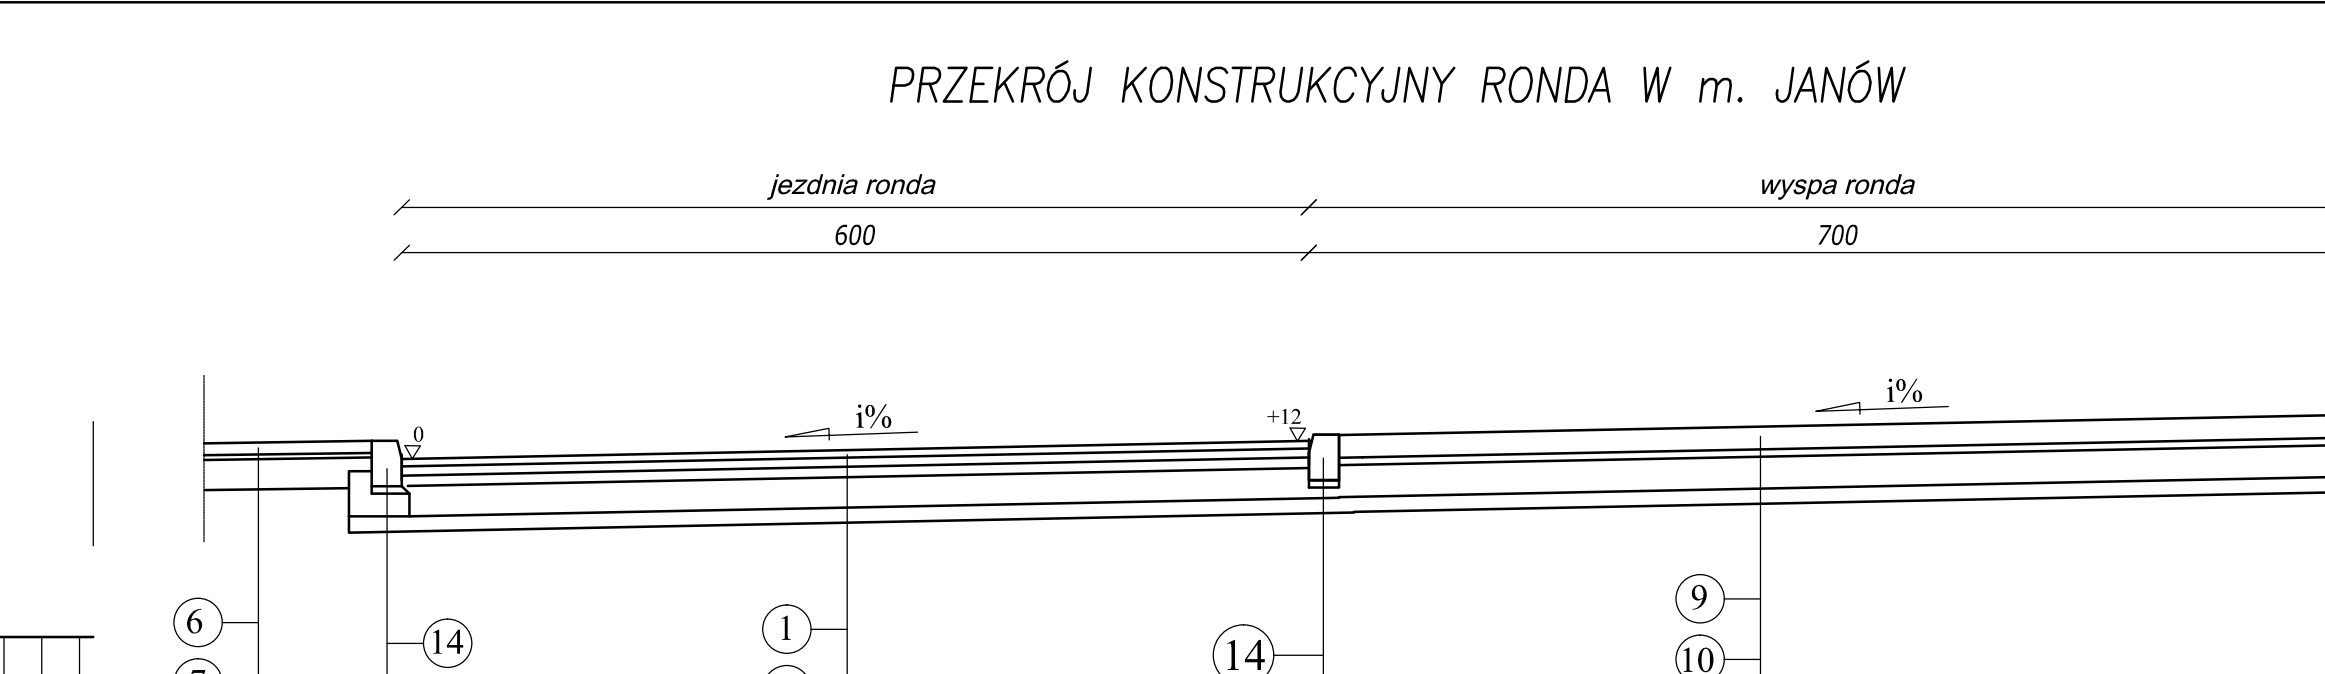 PRZEKRÓJ KONSTRUKCYJNY RONDA W m. JANÓW
jezdnia ronda
wyspa ronda
600
700
i%
i%
+12
0
9
6
1
14
14
10